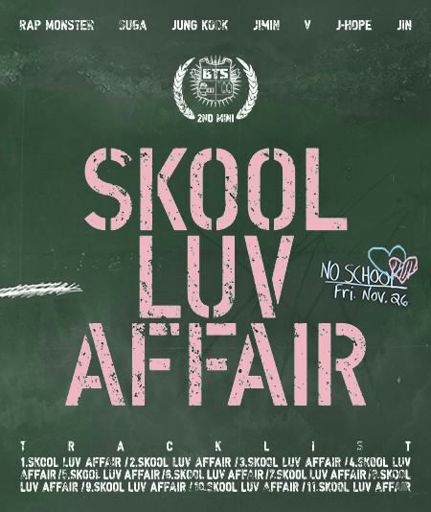 RAP MONSTER SUGA JUNG KOOK JIMIN V J-HOPE JIN
BTS
2ND MINI
SKOOL
LUV
AFFAIR
NO SCHOOL
Fri. Nov. 26
TRACKLIST
1.SKOOL LUV AFFAIR /2.SKOOL LUV AFFAIR /3.SKOOL LUV AFFAIR /4.SKOOL LUV
AFFAIR /5.SKOOL LUV AFFAIR /6.SKOOL LUV AFFAIR /7.SKOOL LUV AFFAIR /8.SKOOL
LUV AFFAIR /9.SKOOL LUV AFFAIR /10.SKOOL LUV AFFAIR /11.SKOOL LUV AFFAIR